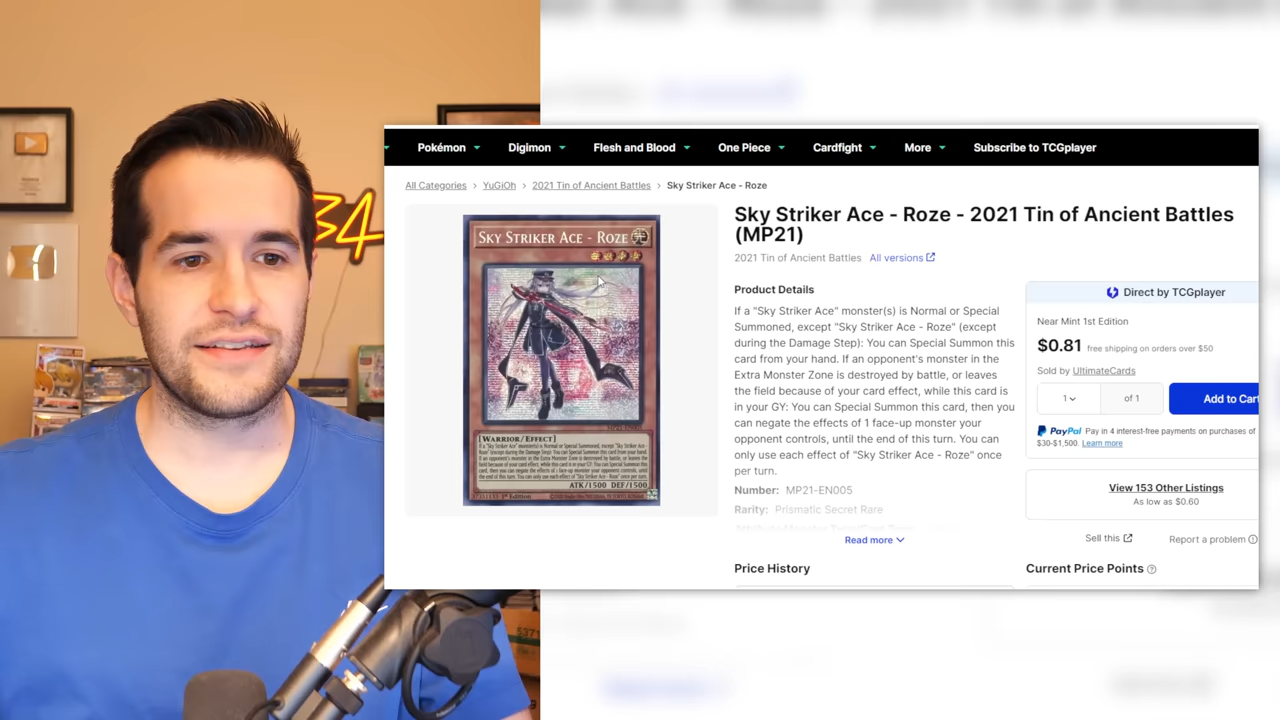 34
Pokémon Digimon Flesh and Blood One Piece Cardfight More Subscribe to TCGplayer
All Categories > YuGiOh > 2021 Tin of Ancient Battles > Sky Striker Ace - Roze
SKY STRIKER ACE - ROZE
[WARRIOR/EFFECT]
ATK/1500 DEF/1500
1st Edition
Sky Striker Ace - Roze - 2021 Tin of Ancient Battles
(MP21)
2021 Tin of Ancient Battles All versions
Product Details
If a "Sky Striker Ace" monster(s) is Normal or Special
Summoned, except "Sky Striker Ace - Roze" (except
during the Damage Step): You can Special Summon this
card from your hand. If an opponent's monster in the
Extra Monster Zone is destroyed by battle, or leaves
the field because of your card effect, while this card is
in your GY: You can Special Summon this card, then you
can negate the effects of 1 face-up monster your
opponent controls, until the end of this turn. You can
only use each effect of "Sky Striker Ace - Roze" once
per turn.
Number: MP21-EN005
Rarity: Prismatic Secret Rare
Read more
Price History
Direct by TCGplayer
Near Mint 1st Edition
$0.81 free shipping on orders over $50
Sold by UltimateCards
1 of 1
Add to Cart
PayPal Pay in 4 interest-free payments on purchases of
$30-$1,500. Learn more
View 153 Other Listings
As low as $0.60
Sell this Report a problem
Current Price Points